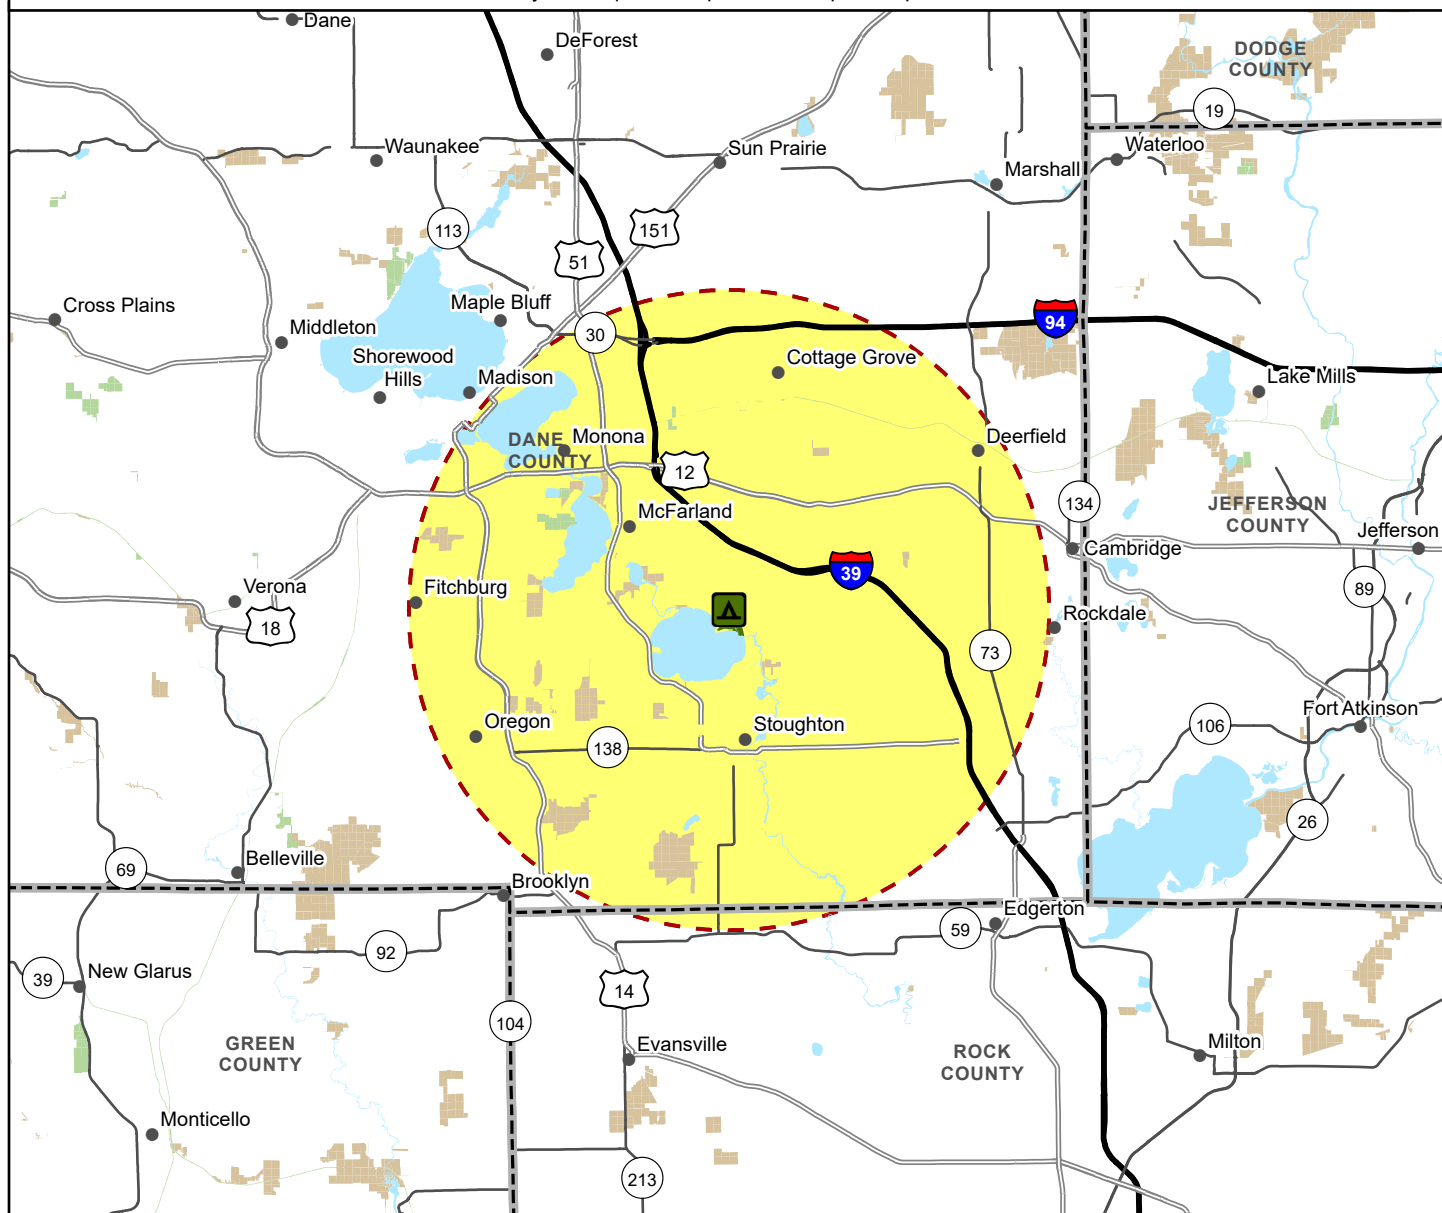 Dane
DeForest
DODGE
COUNTY
19
Waunakee
Sun Prairie
Waterloo
Marshall
113
151
51
Cross Plains
Maple Bluff
Middleton
30
94
Shorewood
Hills
Cottage Grove
Madison
Lake Mills
DANE
COUNTY
Monona
Deerfield
12
134
JEFFERSON
COUNTY
McFarland
Jefferson
Cambridge
39
Verona
Fitchburg
89
18
Rockdale
73
Oregon
Stoughton
138
Fort Atkinson
106
26
69
Belleville
Brooklyn
Edgerton
59
92
39
New Glarus
14
104
GREEN
COUNTY
Evansville
ROCK
COUNTY
Milton
Monticello
213